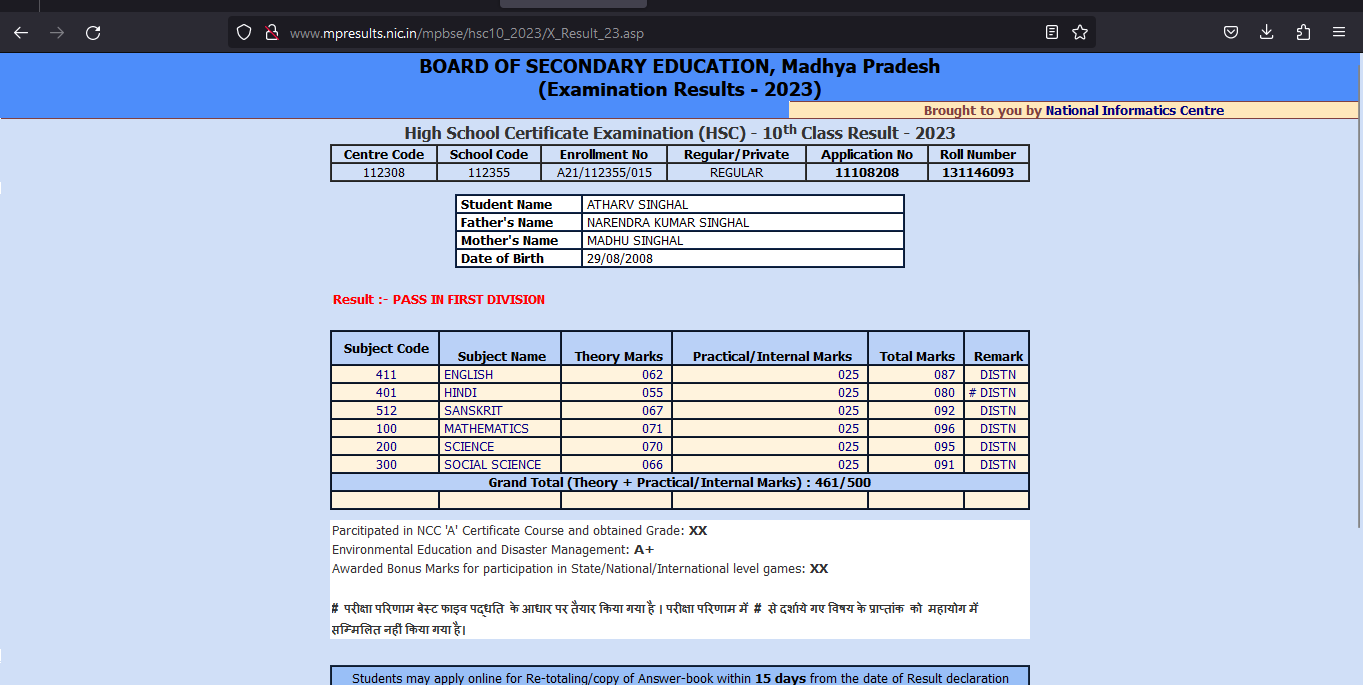 www.mpresults.nic.in/mpbse/hsc10_2023/X_Result_23.asp
BOARD OF SECONDARY EDUCATION, Madhya Pradesh
(Examination Results - 2023)
Brought to you by National Informatics Centre
High School Certificate Examination (HSC) - 10th Class Result - 2023
Centre Code School Code Enrollment No Regular/Private Application No Roll Number
112308 112355 A21/112355/015 REGULAR 11108208 131146093
Student Name ATHARV SINGHAL
Father's Name NARENDRA KUMAR SINGHAL
Mother's Name MADHU SINGHAL
Date of Birth 29/08/2008
Result :- PASS IN FIRST DIVISION
Subject Code Subject Name Theory Marks Practical/Internal Marks Total Marks Remark
411 ENGLISH 062 025 087 DISTN
401 HINDI 055 025 080 # DISTN
512 SANSKRIT 067 025 092 DISTN
100 MATHEMATICS 071 025 096 DISTN
200 SCIENCE 070 025 095 DISTN
300 SOCIAL SCIENCE 066 025 091 DISTN
Grand Total (Theory + Practical/Internal Marks) : 461/500
Parcitipated in NCC 'A' Certificate Course and obtained Grade: XX
Environmental Education and Disaster Management: A+
Awarded Bonus Marks for participation in State/National/International level games: XX
# परीक्षा परिणाम बेस्ट फाइव पद्धति के आधार पर तैयार किया गया है । परीक्षा परिणाम में # से दर्शाये गए विषय के प्राप्तांक को महायोग में
सम्मिलित नहीं किया गया है।
Students may apply online for Re-totaling/copy of Answer-book within 15 days from the date of Result declaration